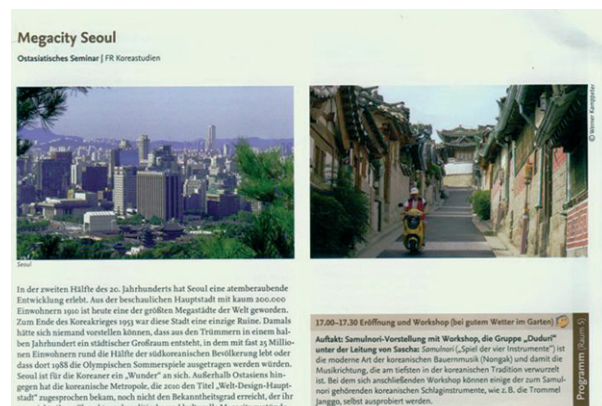 Megacity Seoul
Ostasiatisches Seminar | FR Koreastudien
© Werner Kamppeter
Seoul
In der zweiten Hälfte des 20. Jahrhunderts hat Seoul eine atemberaubende
Entwicklung erlebt. Aus der beschaulichen Hauptstadt mit kaum 200.000
Einwohnern 1910 ist heute eine der größten Megastädte der Welt geworden.
Zum Ende des Koreakrieges 1953 war diese Stadt eine einzige Ruine. Damals
hätte sich niemand vorstellen können, dass aus den Trümmern in einem hal-
ben Jahrhundert ein städtischer Großraum entsteht, in dem mit fast 25 Millio-
nen Einwohnern rund die Hälfte der südkoreanischen Bevölkerung lebt oder
dass dort 1988 die Olympischen Sommerspiele ausgetragen werden würden.
Seoul ist für die Koreaner ein „Wunder" an sich. Außerhalb Ostasiens hin-
gegen hat die koreanische Metropole, die 2010 den Titel „Welt-Design-Haupt-
stadt" zugesprochen bekam, noch nicht den Bekanntheitsgrad erreicht, der ihr
17.00–17.30 Eröffnung und Workshop (bei gutem Wetter im Garten)
Auftakt: Samulnori-Vorstellung mit Workshop, die Gruppe „Duduri"
unter der Leitung von Sascha: Samulnori („Spiel der vier Instrumente") ist
die moderne Art der koreanischen Bauernmusik (Nongak) und damit die
Musikrichtung, die am tiefsten in der koreanischen Tradition verwurzelt
ist. Bei dem sich anschließenden Workshop können einige der zum Samul-
nori gehörenden koreanischen Schlaginstrumente, wie z. B. die Trommel
Janggo, selbst ausprobiert werden.
Programm (Raum S)